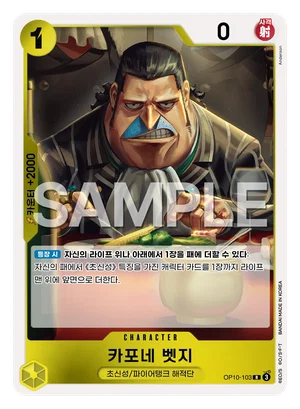 1
0
사격
射
Anderson
카운터 +2000
SAMPLE
등장 시 자신의 라이프 위나 아래에서 1장을 패에 더할 수 있다:
자신의 패에서 《초신성》 특징을 가진 캐릭터 카드를 1장까지 라이프
맨 위에 앞면으로 더한다.
CHARACTER
카포네 벳지
초신성/파이어탱크 해적단
OP10-103 R 3
BANDAI MADE IN KOREA